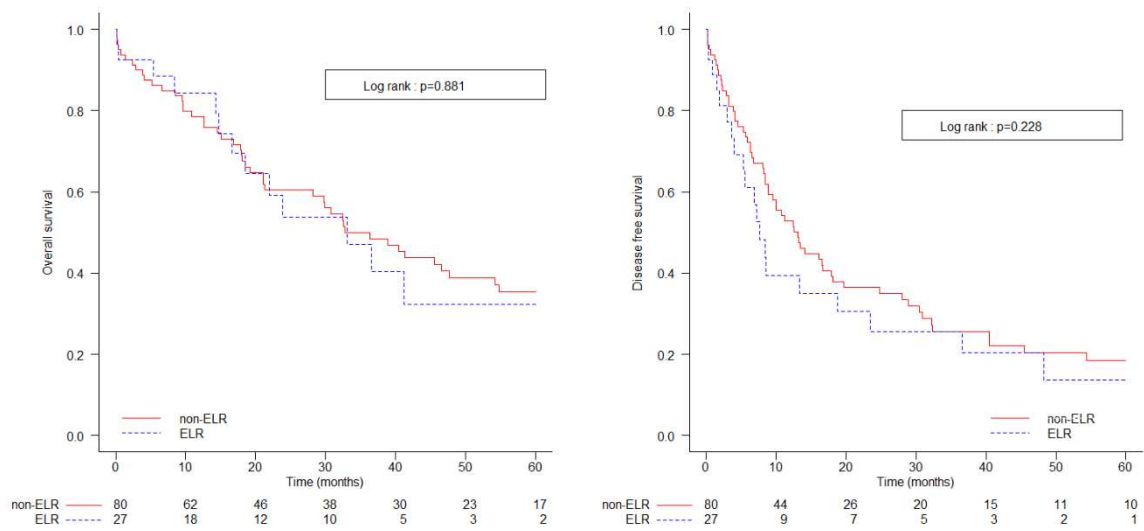 Overall survival
1.0
0.8
0.6
0.4
0.2
0.0
Log rank : p=0.881
non-ELR
ELR
0 10 20 30 40 50 60
Time (months)
non-ELR 80 62 46 38 30 23 17
ELR 27 18 12 10 5 3 2
Disease free survival
1.0
0.8
0.6
0.4
0.2
0.0
Log rank : p=0.228
non-ELR
ELR
0 10 20 30 40 50 60
Time (months)
non-ELR 80 44 26 20 15 11 10
ELR 27 9 7 5 3 2 1